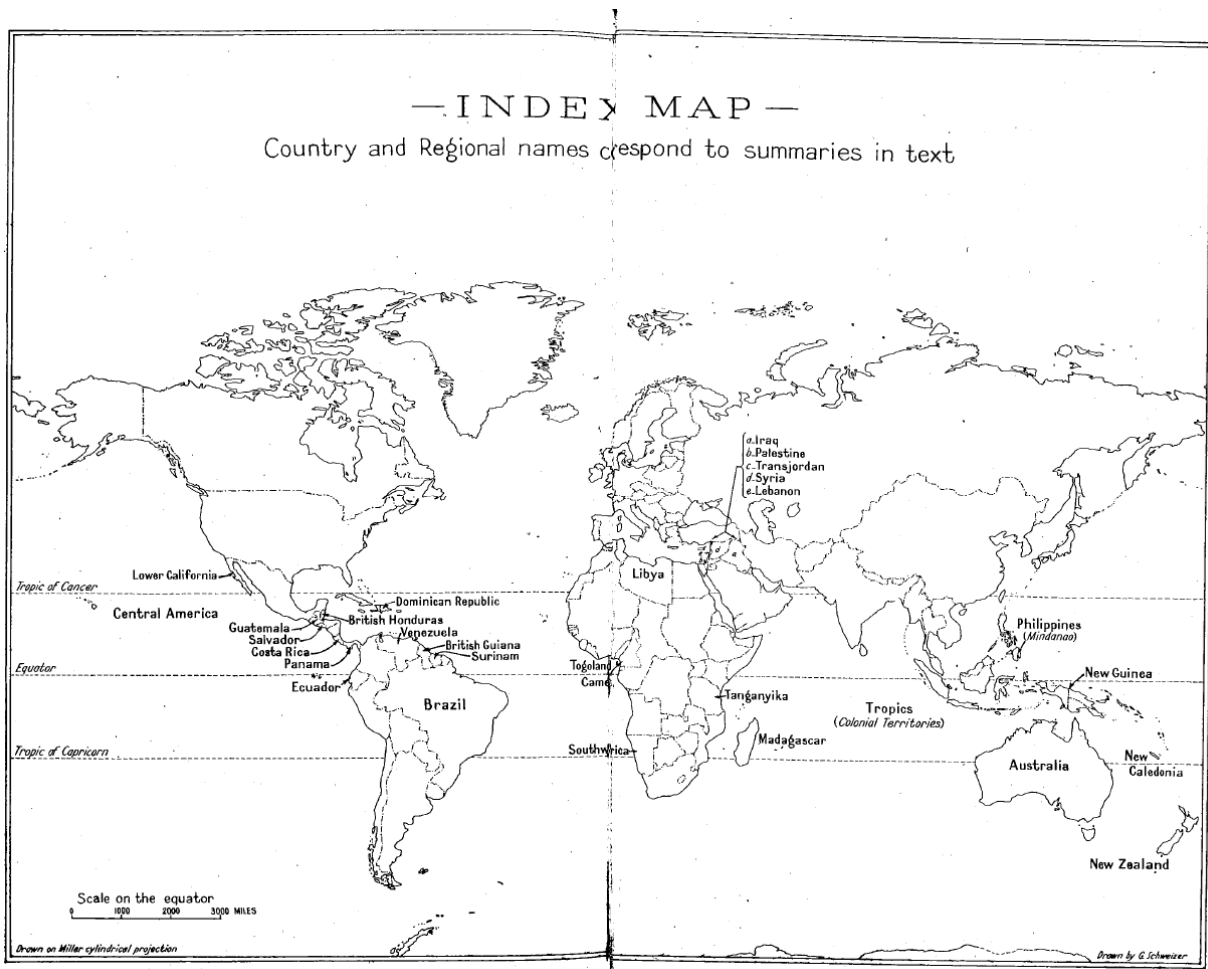 — INDEX MAP —
Country and Regional names respond to summaries in text
a. Iraq
b. Palestine
c. Transjordan
d. Syria
e. Lebanon
Lower California
Libya
Tropic of Cancer
Central America
Dominican Republic
British Honduras
Guatemala
Venezuela
Salvador
British Guiana
Costa Rica
Surinam
Panama
Philippines
(Mindanao)
Equator
Togoland
Came
Ecuador
Brazil
Tanganyika
New Guinea
Tropics
(Colonial Territories)
Madagascar
Tropic of Capricorn
Southwrica
Australia
New
Caledonia
New Zealand
Scale on the equator
0 1000 2000 3000 MILES
Drawn on Miller cylindrical projection
Drawn by G. Schweizer